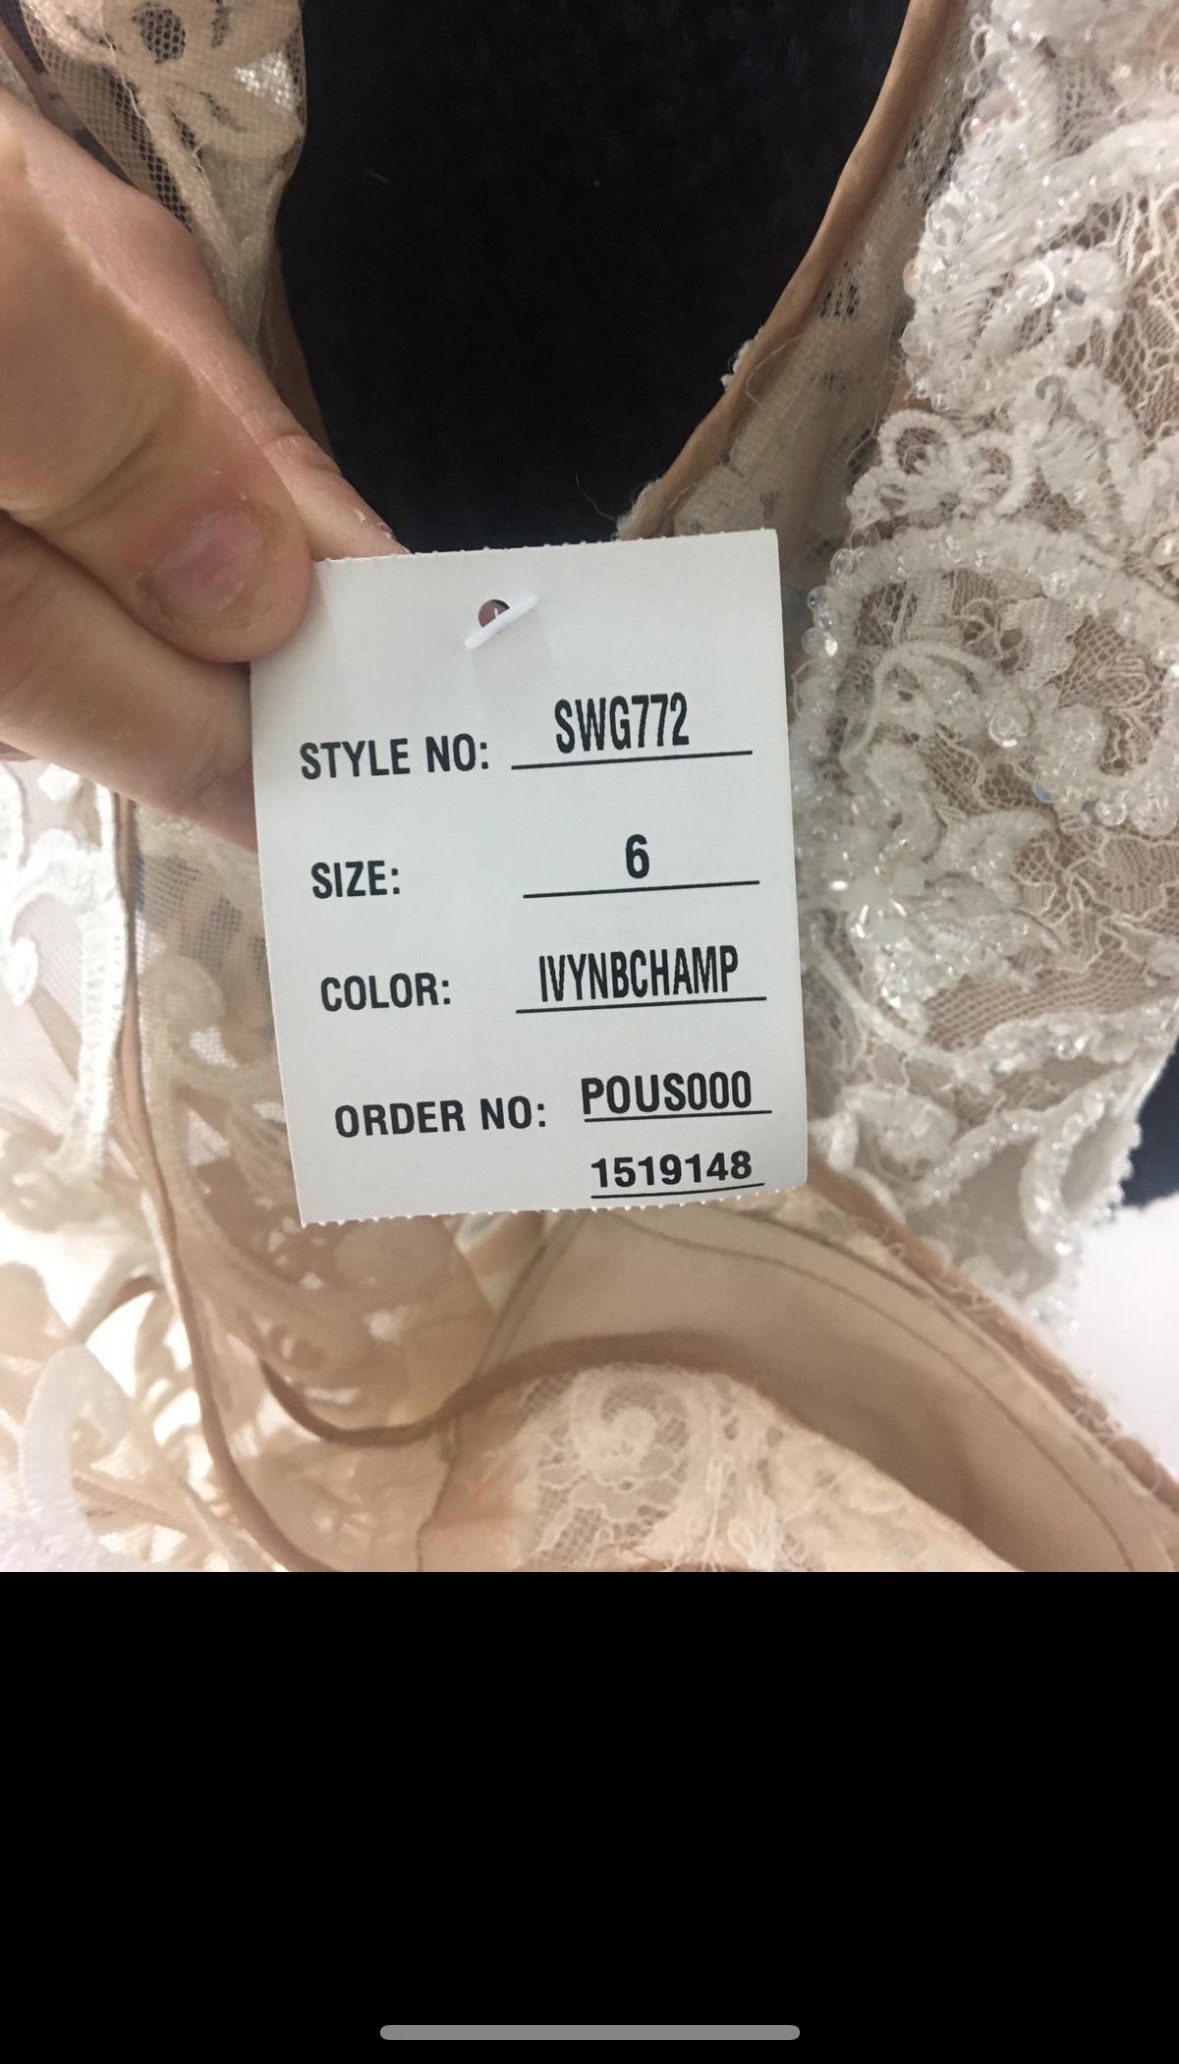 STYLE NO: SWG772
SIZE: 6
COLOR: IVYNBCHAMP
ORDER NO: POUS000
1519148